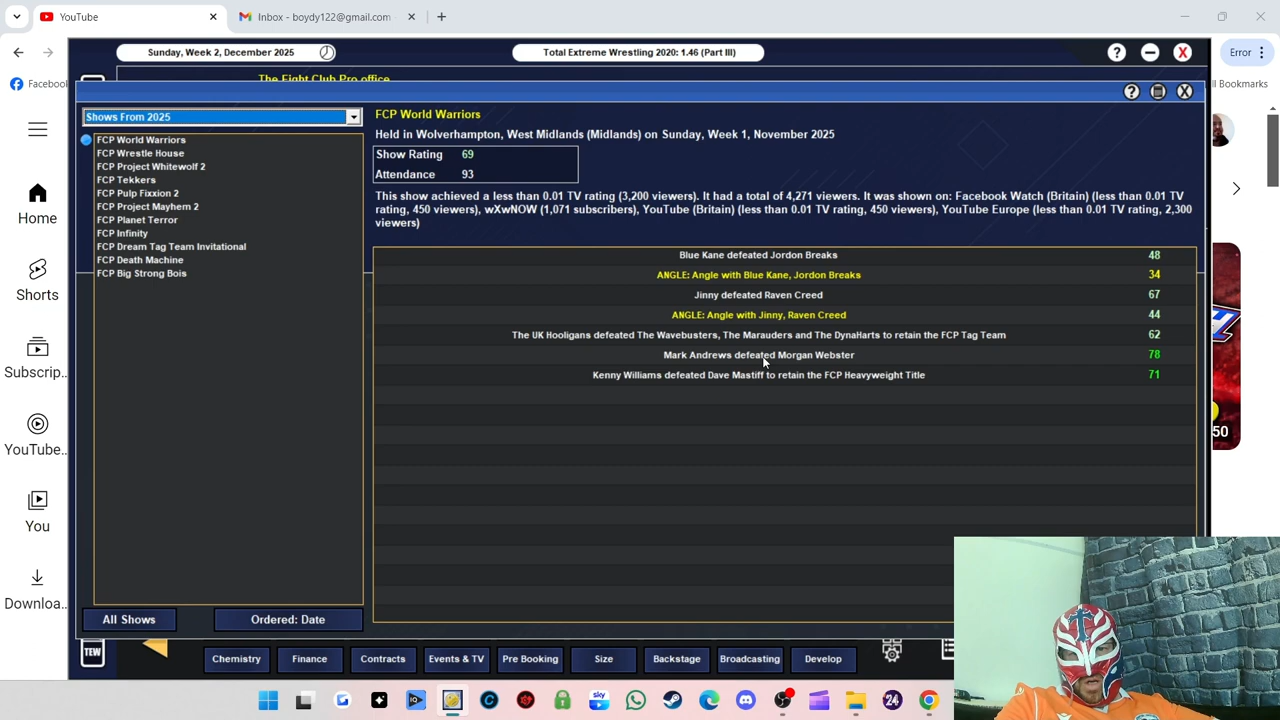 YouTube
Inbox - boydy122@gmail.com
Sunday, Week 2, December 2025
Total Extreme Wrestling 2020: 1.46 (Part III)
Error
Facebook
The Fight Club Pro office
ll Bookmarks
Shows From 2025
FCP World Warriors
FCP Wrestle House
FCP Project Whitewolf 2
FCP Tekkers
FCP Pulp Fixxion 2
FCP Project Mayhem 2
FCP Planet Terror
FCP Infinity
FCP Dream Tag Team Invitational
FCP Death Machine
FCP Big Strong Bois
FCP World Warriors
Held in Wolverhampton, West Midlands (Midlands) on Sunday, Week 1, November 2025
Show Rating 69
Attendance 93
This show achieved a less than 0.01 TV rating (3,200 viewers). It had a total of 4,271 viewers. It was shown on: Facebook Watch (Britain) (less than 0.01 TV
rating, 450 viewers), wXwNOW (1,071 subscribers), YouTube (Britain) (less than 0.01 TV rating, 450 viewers), YouTube Europe (less than 0.01 TV rating, 2,300
viewers)
Blue Kane defeated Jordon Breaks 48
ANGLE: Angle with Blue Kane, Jordon Breaks 34
Jinny defeated Raven Creed 67
ANGLE: Angle with Jinny, Raven Creed 44
The UK Hooligans defeated The Wavebusters, The Marauders and The DynaHarts to retain the FCP Tag Team 62
Mark Andrews defeated Morgan Webster 78
Kenny Williams defeated Dave Mastiff to retain the FCP Heavyweight Title 71
Home
Shorts
Subscrip...
YouTube...
You
Downloa...
50
All Shows
Ordered: Date
TEW
Chemistry
Finance
Contracts
Events & TV
Pre Booking
Size
Backstage
Broadcasting
Develop
sky
24